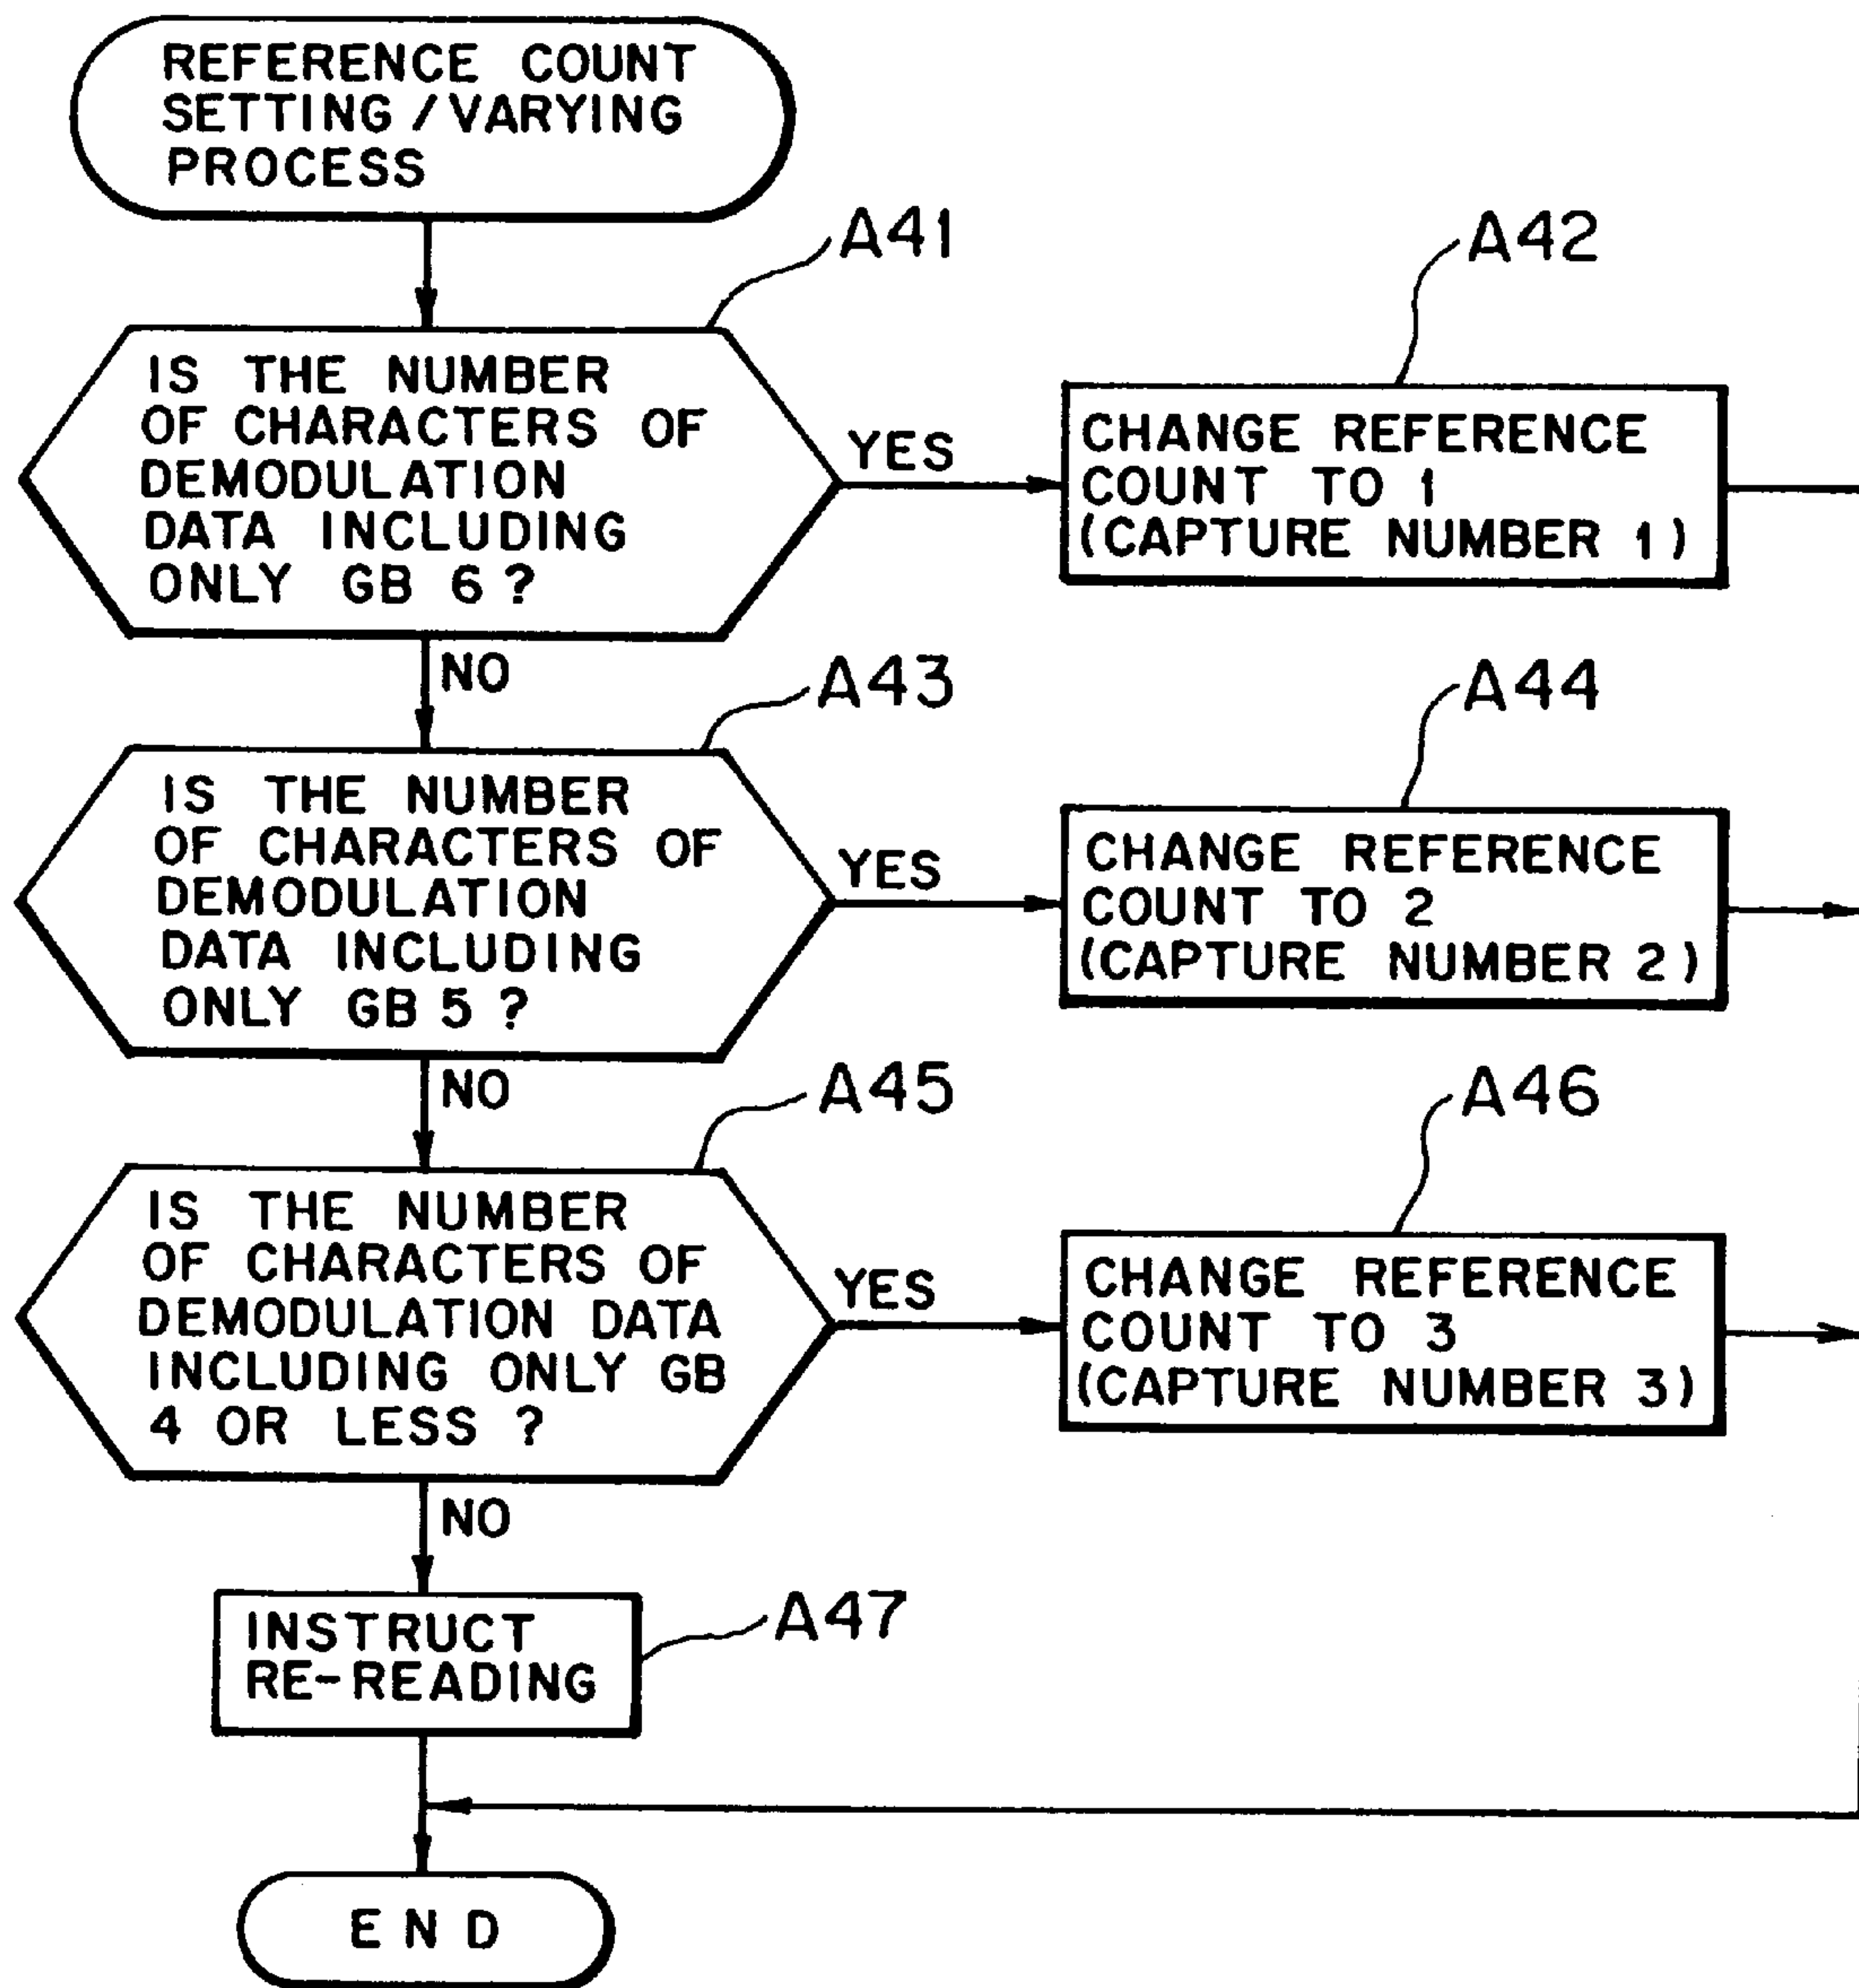 REFERENCE COUNT
SETTING/VARYING
PROCESS
A41
A42
IS THE NUMBER
OF CHARACTERS OF
DEMODULATION
DATA INCLUDING
ONLY GB 6?
YES
CHANGE REFERENCE
COUNT TO 1
(CAPTURE NUMBER 1)
NO
A43
A44
IS THE NUMBER
OF CHARACTERS OF
DEMODULATION
DATA INCLUDING
ONLY GB 5?
YES
CHANGE REFERENCE
COUNT TO 2
(CAPTURE NUMBER 2)
NO
A45
A46
IS THE NUMBER
OF CHARACTERS OF
DEMODULATION DATA
INCLUDING ONLY GB
4 OR LESS ?
YES
CHANGE REFERENCE
COUNT TO 3
(CAPTURE NUMBER 3)
NO
A47
INSTRUCT
RE-READING
END